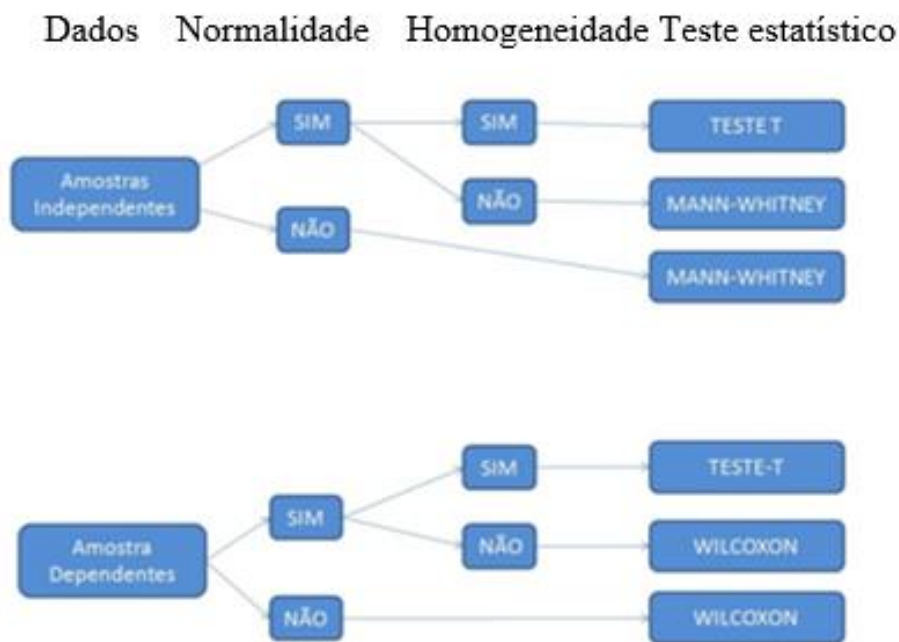 Dados Normalidade Homogeneidade Teste estatístico
SIM SIM TESTE T
Amostras
Independentes
NÃO MANN-WHITNEY
NÃO
MANN-WHITNEY
SIM TESTE-T
SIM
NÃO WILCOXON
Amostra
Dependentes
NÃO WILCOXON